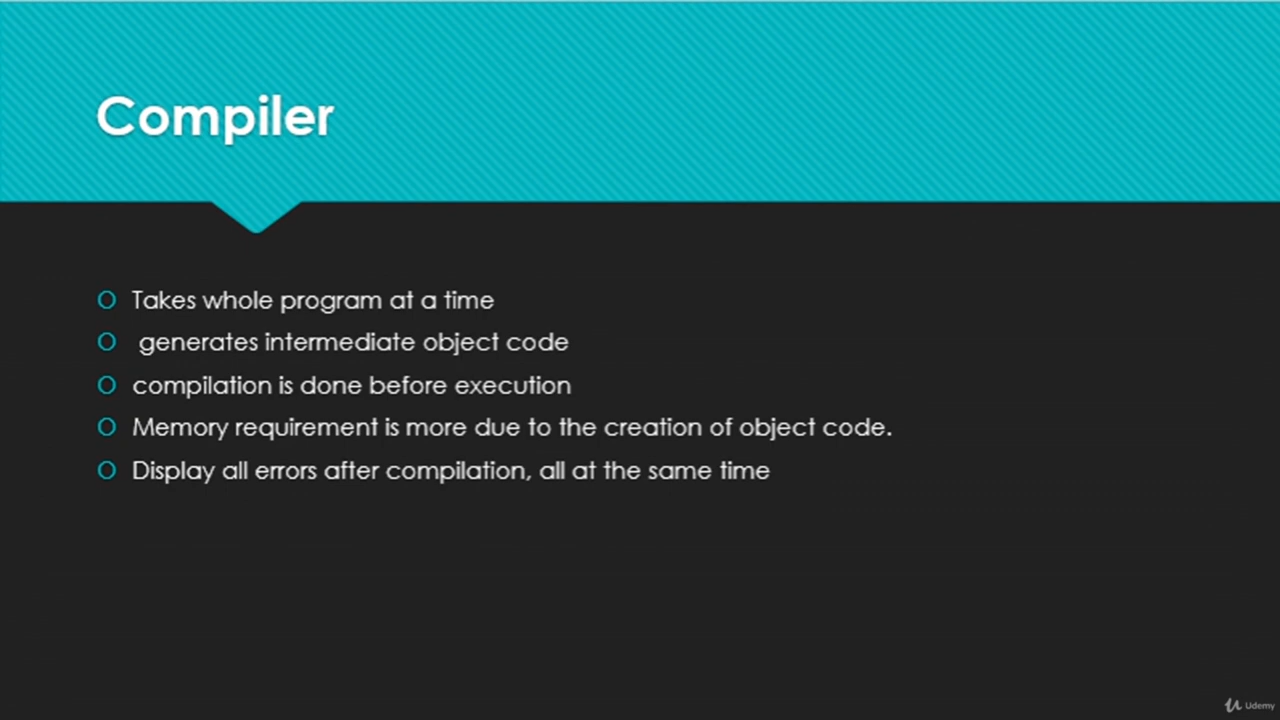 Compiler
Takes whole program at a time
generates intermediate object code
compilation is done before execution
Memory requirement is more due to the creation of object code.
Display all errors after compilation, all at the same time
Udemy